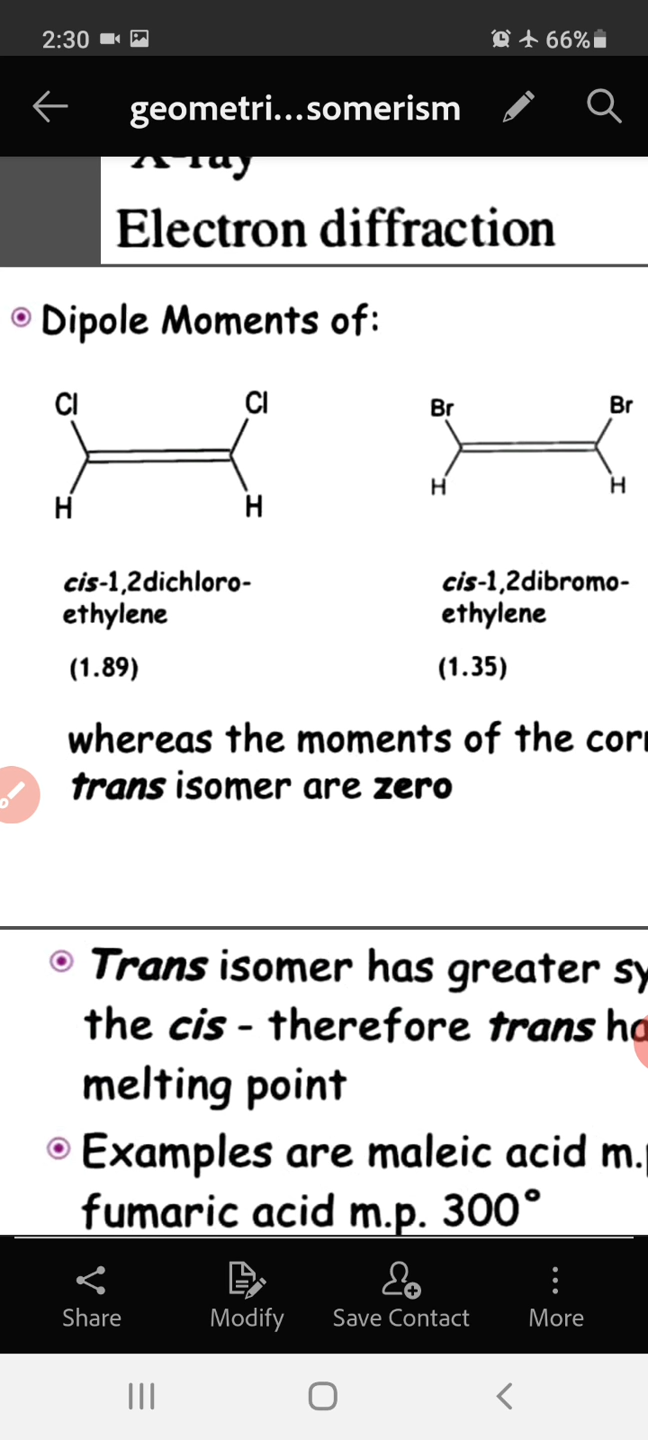 2:30 66%
geometri...somerism
X-ray
Electron diffraction
Dipole Moments of:
Cl Cl Br Br
H H H H
cis-1,2dichloro- cis-1,2dibromo-
ethylene ethylene
(1.89) (1.35)
whereas the moments of the corr
trans isomer are zero
Trans isomer has greater sy
the cis - therefore trans ha
melting point
Examples are maleic acid m.p
fumaric acid m.p. 300°
Share Modify Save Contact More